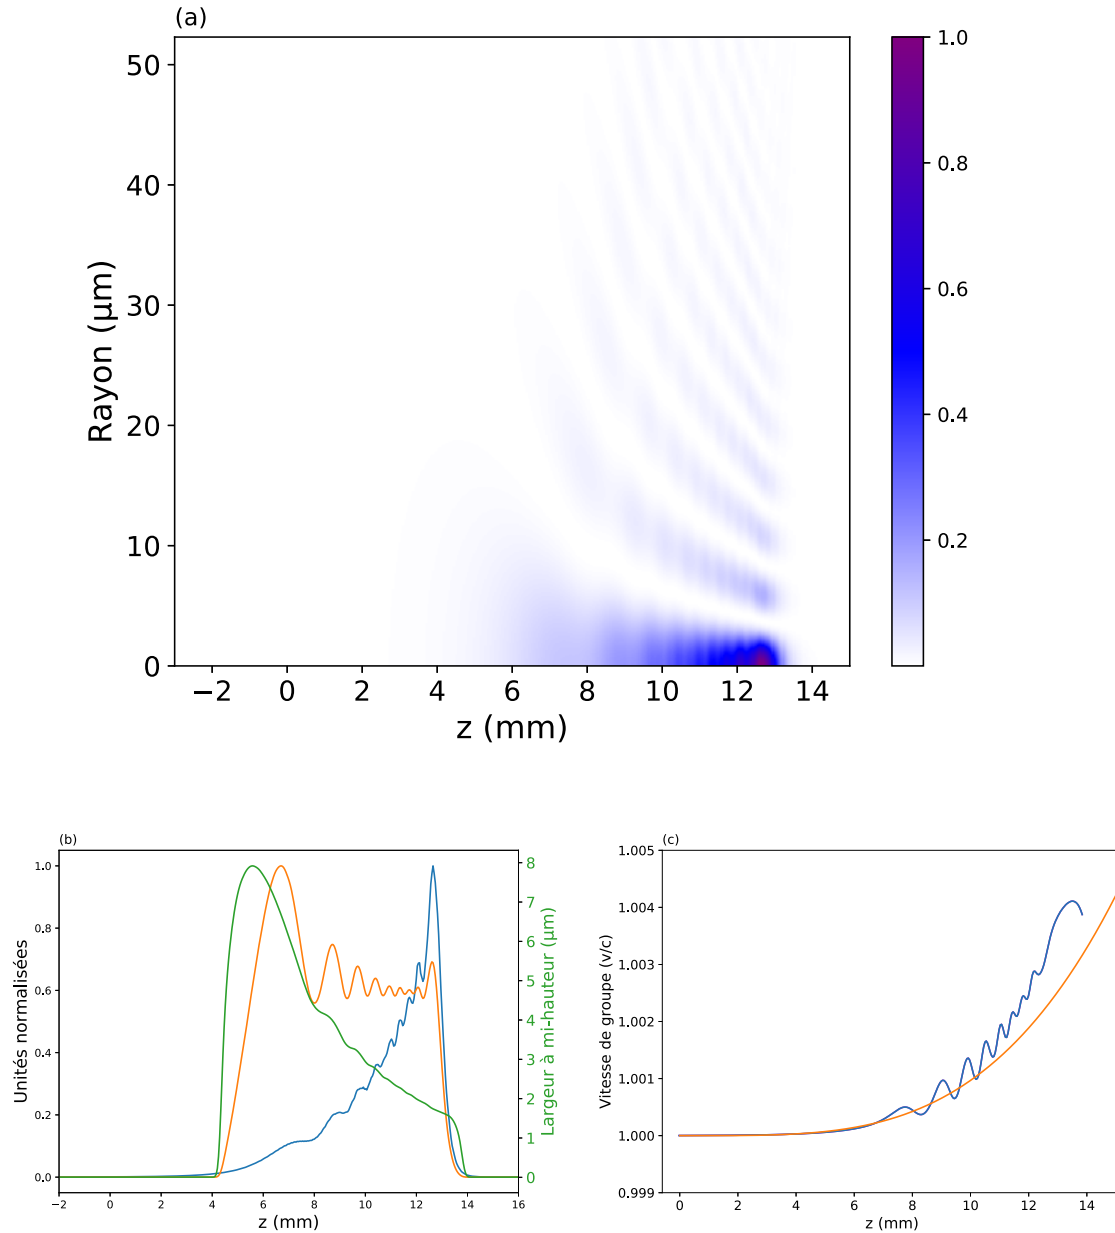 (a)
50
40
30
20
10
0
Rayon (µm)
−2 0 2 4 6 8 10 12 14
z (mm)
1.0
0.8
0.6
0.4
0.2
(b)
1.0
0.8
0.6
0.4
0.2
0.0
Unités normalisées
8
7
6
5
4
3
2
1
0
Largeur à mi-hauteur (µm)
−2 0 2 4 6 8 10 12 14 16
z (mm)
(c)
1.005
1.004
1.003
1.002
1.001
1.000
0.999
Vitesse de groupe (v/c)
0 2 4 6 8 10 12 14
z (mm)